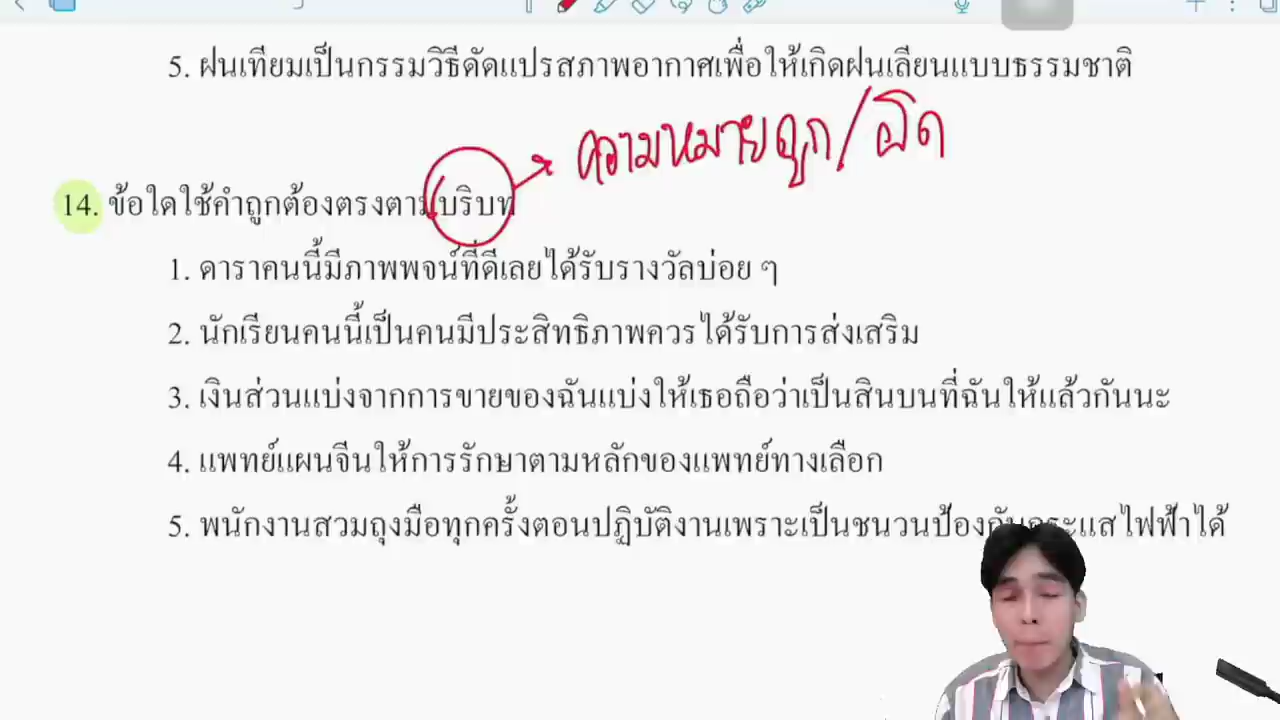 5. ฝนเทียมเป็นกรรมวิธีดัดแปรสภาพอากาศเพื่อให้เกิดฝนเลียนแบบธรรมชาติ
ความหมายถูก/ผิด
14. ข้อใดใช้คำถูกต้องตรงตามบริบท
1. ดาราคนนี้มีภาพพจน์ที่ดีเลยได้รับรางวัลบ่อย ๆ
2. นักเรียนคนนี้เป็นคนมีประสิทธิภาพควรได้รับการส่งเสริม
3. เงินส่วนแบ่งจากการขายของฉันแบ่งให้เธอถือว่าเป็นสินบนที่ฉันให้แล้วกันนะ
4. แพทย์แผนจีนให้การรักษาตามหลักของแพทย์ทางเลือก
5. พนักงานสวมถุงมือทุกครั้งตอนปฏิบัติงานเพราะเป็นชนวนป้องกันกระแสไฟฟ้าได้